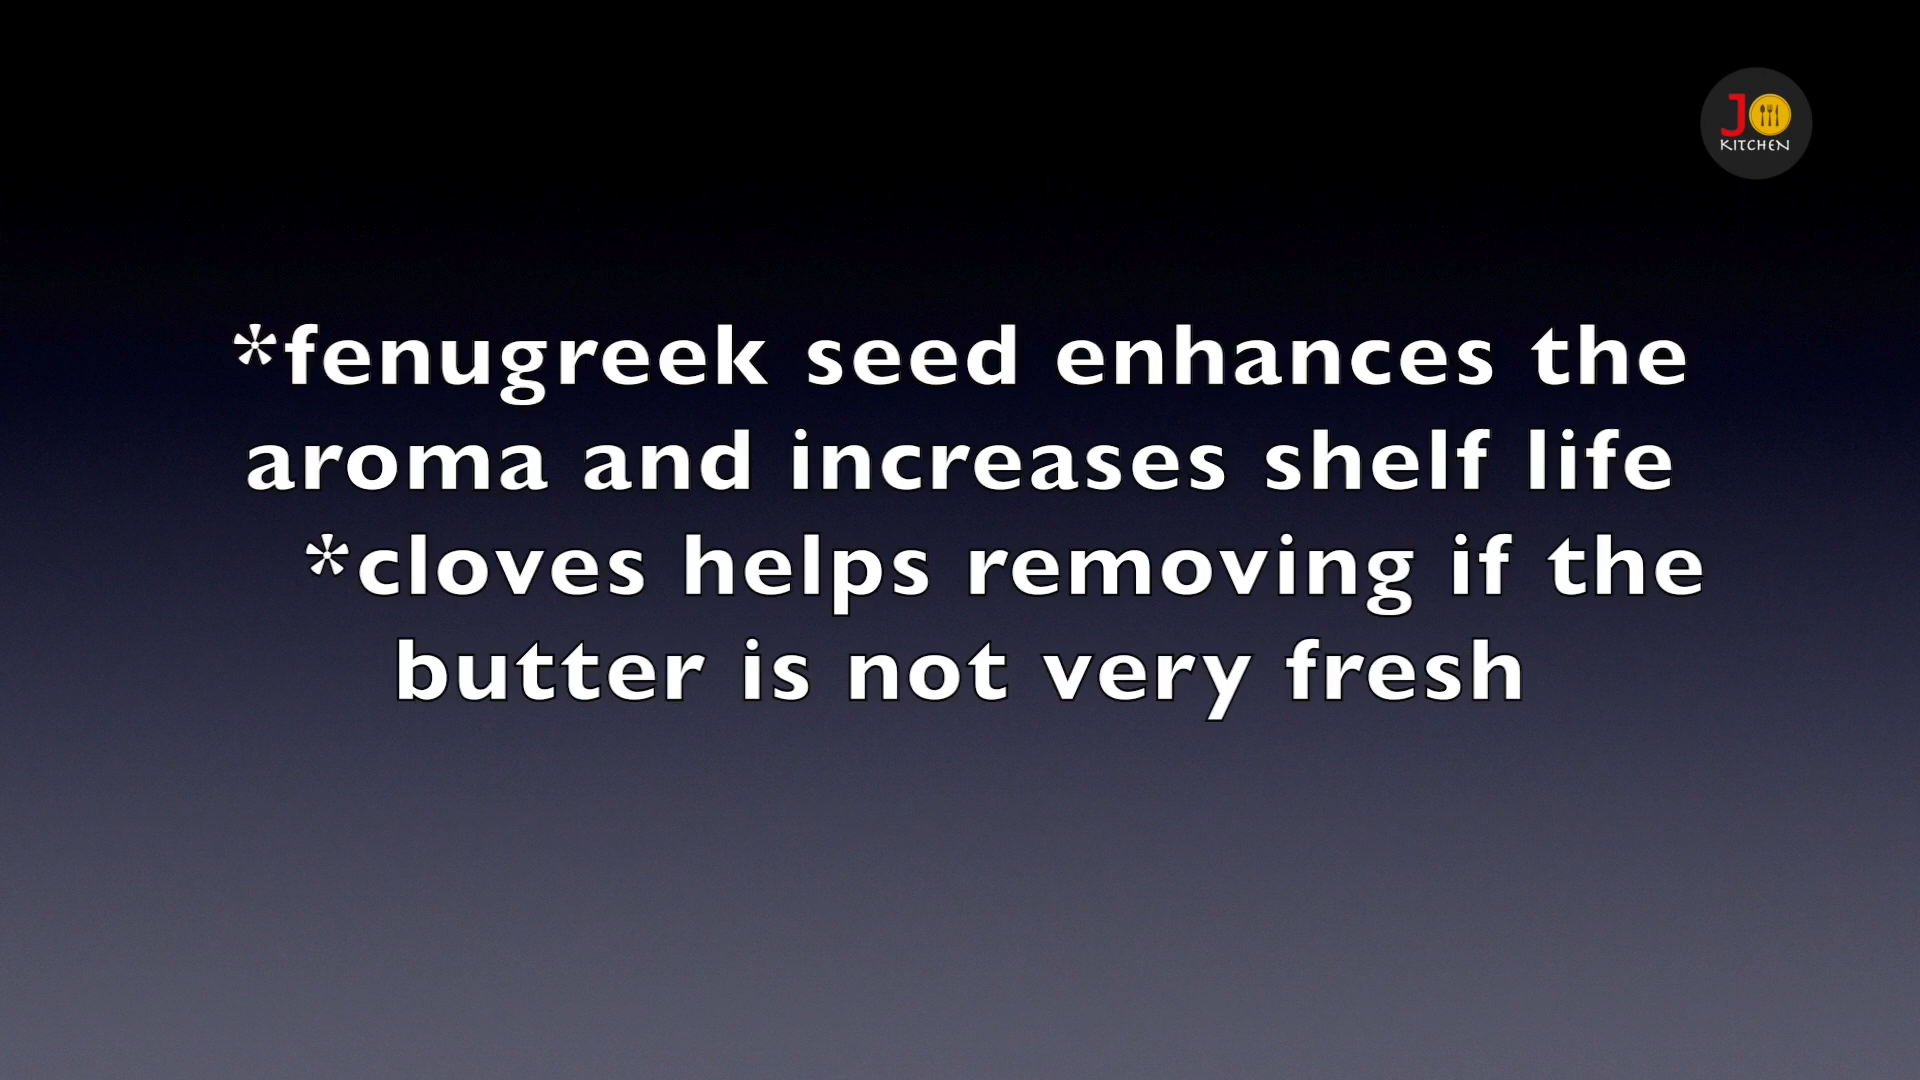 JO
KITCHEN
*fenugreek seed enhances the
aroma and increases shelf life
*cloves helps removing if the
butter is not very fresh